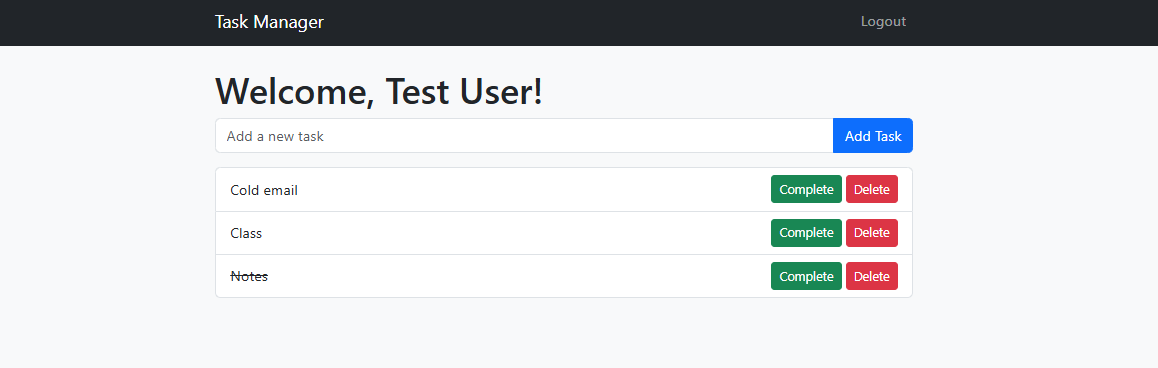 Task Manager Logout
Welcome, Test User!
Add a new task Add Task
Cold email Complete Delete
Class Complete Delete
Notes Complete Delete